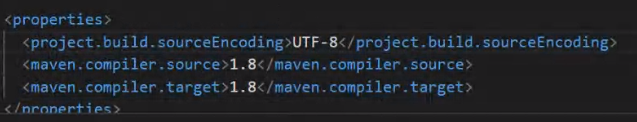 <properties>
<project.build.sourceEncoding>UTF-8</project.build.sourceEncoding>
<maven.compiler.source>1.8</maven.compiler.source>
<maven.compiler.target>1.8</maven.compiler.target>
</properties>